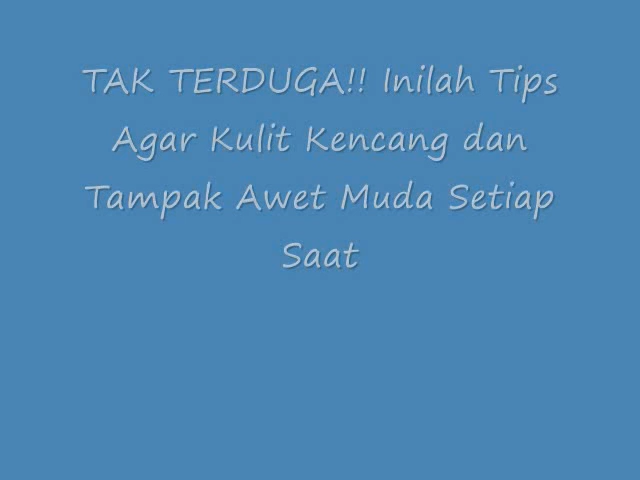 TAK TERDUGA!! Inilah Tips
Agar Kulit Kencang dan
Tampak Awet Muda Setiap
Saat